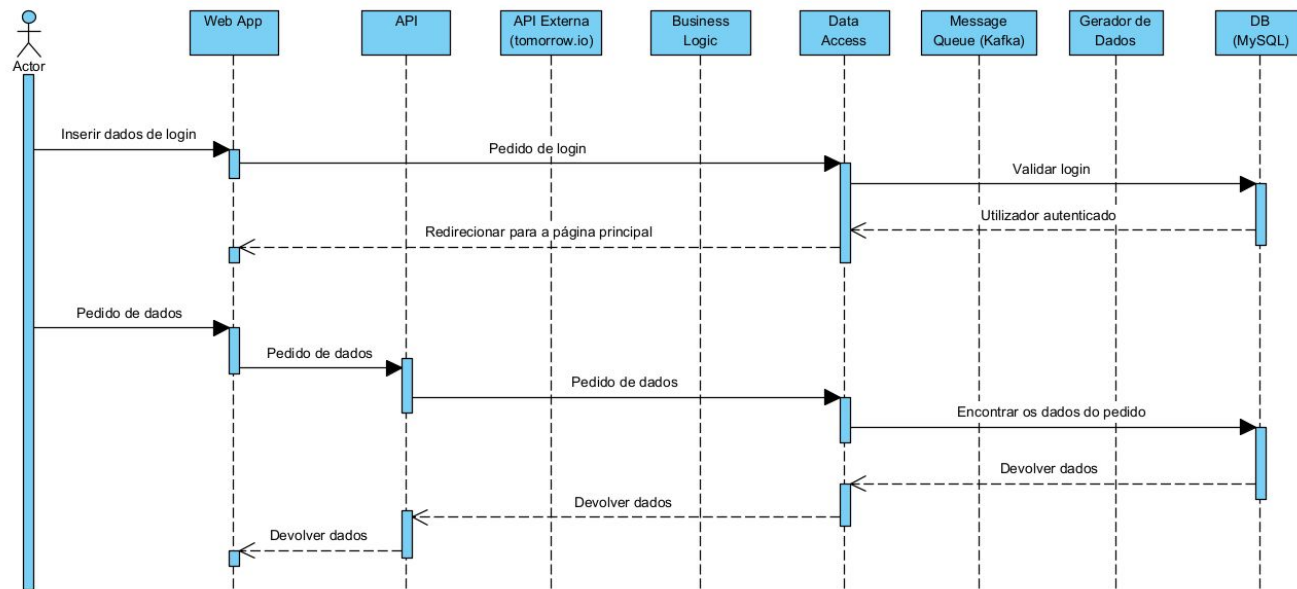 Actor
Web App
API
API Externa
(tomorrow.io)
Business
Logic
Data
Access
Message
Queue (Kafka)
Gerador de
Dados
DB
(MySQL)
Inserir dados de login
Pedido de login
Validar login
Utilizador autenticado
Redirecionar para a página principal
Pedido de dados
Pedido de dados
Pedido de dados
Encontrar os dados do pedido
Devolver dados
Devolver dados
Devolver dados